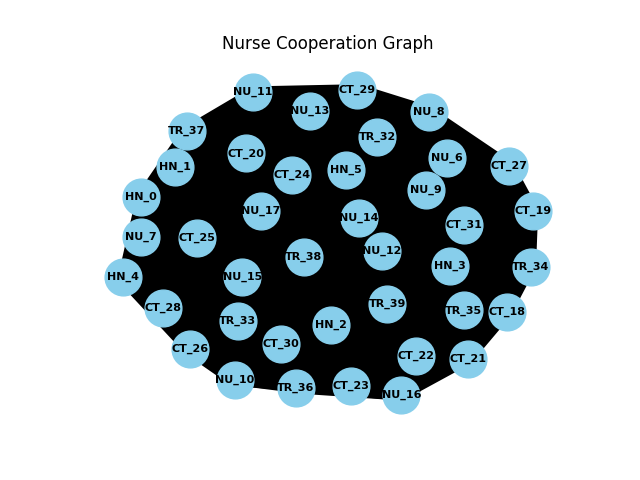 Nurse Cooperation Graph
NU_11
CT_29
NU_13
NU_8
TR_37
TR_32
CT_20
NU_6
HN_1
CT_24
HN_5
CT_27
NU_9
HN_0
NU_17
NU_14
CT_19
CT_31
NU_7
CT_25
NU_12
TR_38
HN_3
TR_34
HN_4
NU_15
CT_28
TR_39
TR_35
CT_18
TR_33
HN_2
CT_26
CT_30
CT_22
CT_21
NU_10
TR_36
CT_23
NU_16